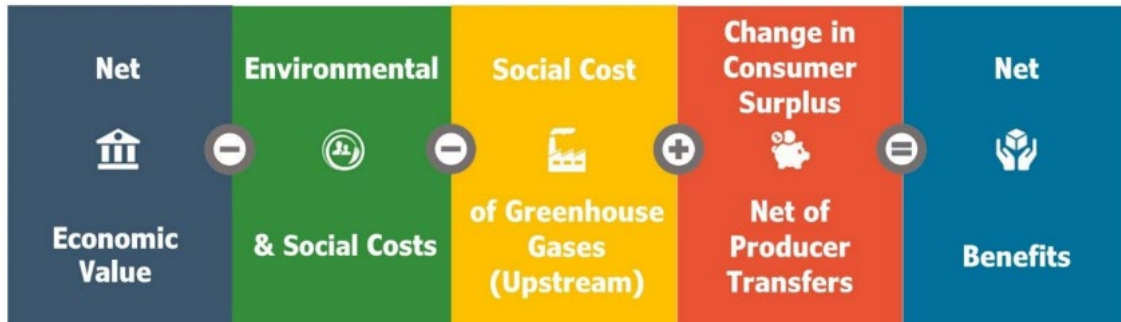 Net
Economic
Value
−
Environmental
& Social Costs
−
Social Cost
of Greenhouse
Gases
(Upstream)
+
Change in
Consumer
Surplus
Net of
Producer
Transfers
=
Net
Benefits